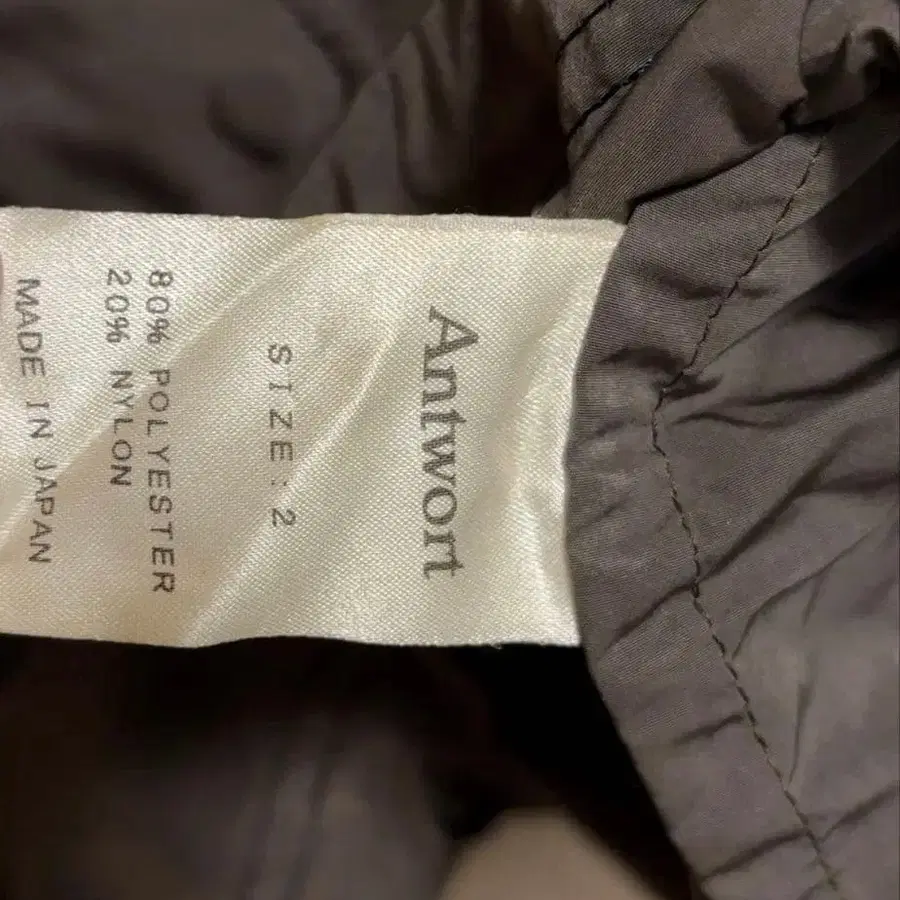 Antwort
SIZE:2
80% POLYESTER
20% NYLON
MADE IN JAPAN